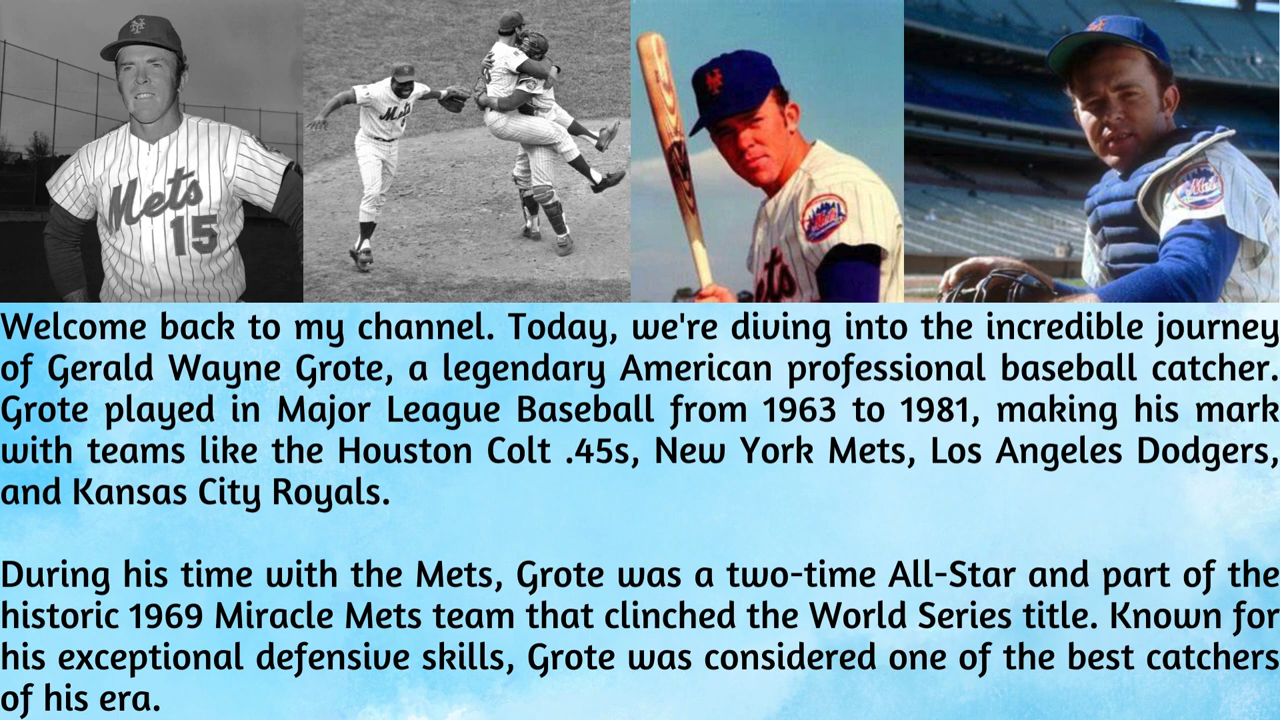 Mets
15
Mets
Mets
Mets
Welcome back to my channel. Today, we're diving into the incredible journey
of Gerald Wayne Grote, a legendary American professional baseball catcher.
Grote played in Major League Baseball from 1963 to 1981, making his mark
with teams like the Houston Colt .45s, New York Mets, Los Angeles Dodgers,
and Kansas City Royals.
During his time with the Mets, Grote was a two-time All-Star and part of the
historic 1969 Miracle Mets team that clinched the World Series title. Known for
his exceptional defensive skills, Grote was considered one of the best catchers
of his era.